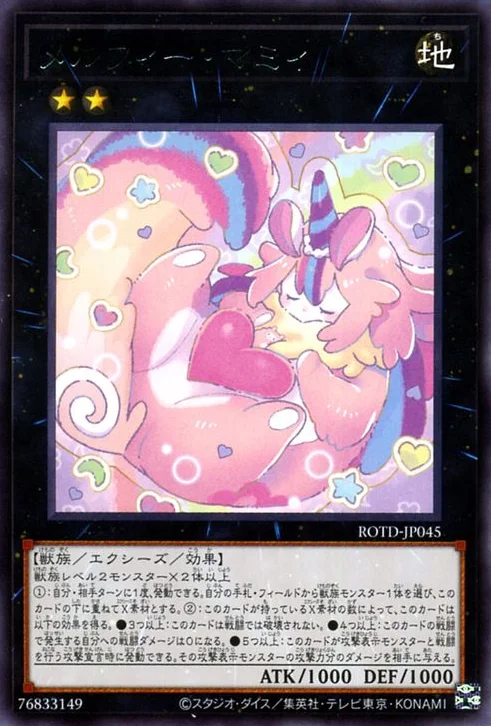 メルフィー・マミィ
地
ROTD-JP045
【獣族／エクシーズ／効果】
獣族レベル２モンスター×２体以上
①：自分・相手ターンに１度、発動できる。自分の手札・フィールドから獣族モンスター１体を選び、この
カードの下に重ねてＸ素材とする。②：このカードが持っているＸ素材の数によって、このカードは
以下の効果を得る。●３つ以上：このカードは戦闘では破壊されない。●４つ以上：このカードの戦闘
で発生する自分への戦闘ダメージは０になる。●５つ以上：このカードが攻撃表示モンスターと戦闘
を行う攻撃宣言時に発動できる。その攻撃表示モンスターの攻撃力分のダメージを相手に与える。
ATK/1000 DEF/1000
76833149
©スタジオ・ダイス／集英社・テレビ東京・KONAMI